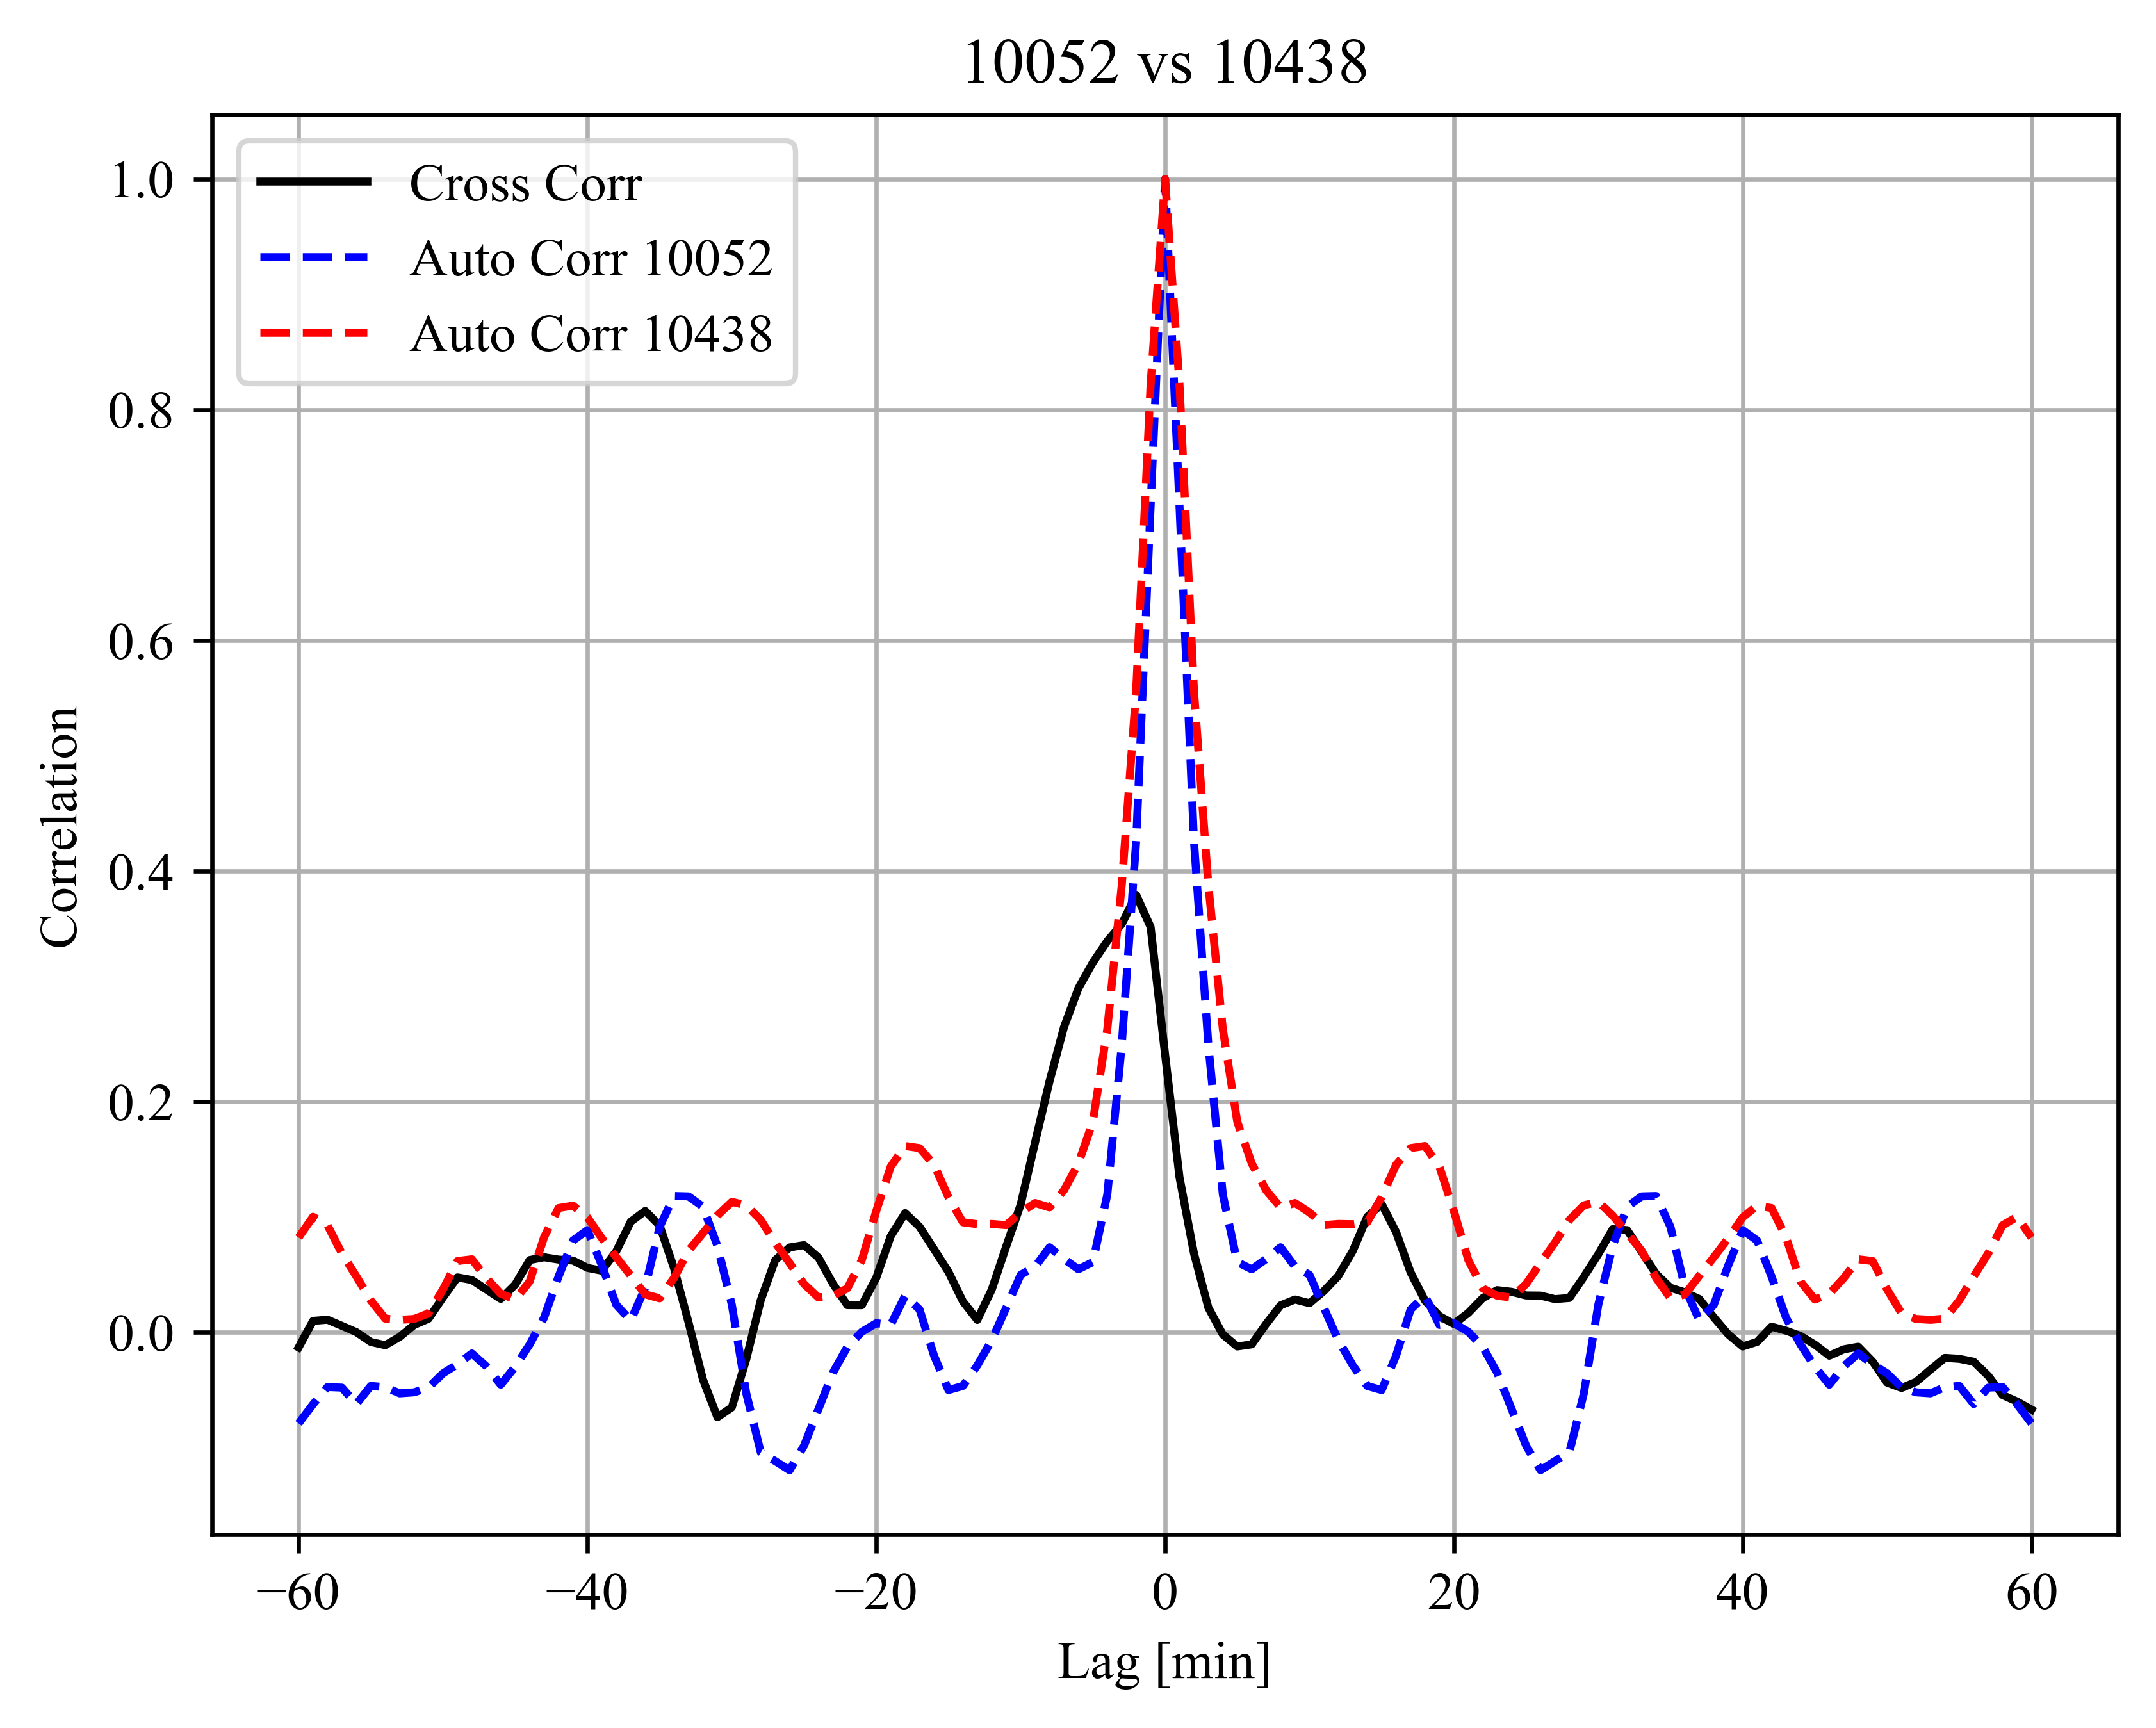 10052 vs 10438
Cross Corr
Auto Corr 10052
Auto Corr 10438
1.0
0.8
0.6
0.4
0.2
0.0
Correlation
−60 −40 −20 0 20 40 60
Lag [min]